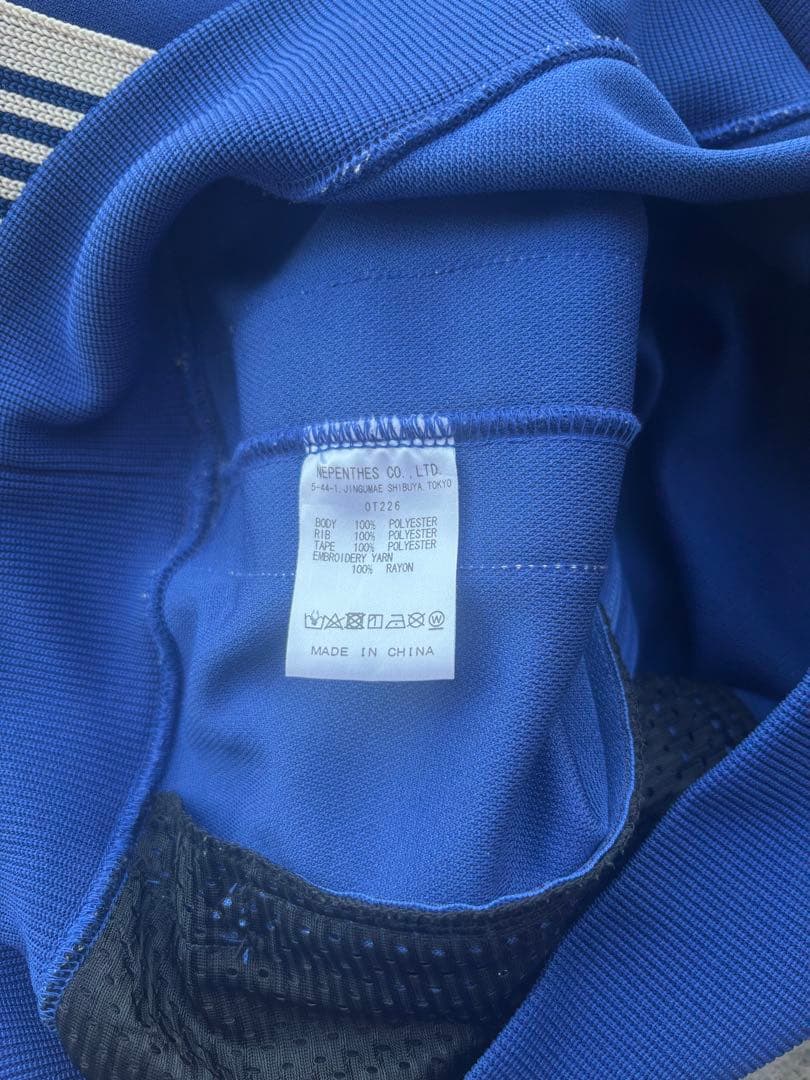 NEPENTHES CO., LTD.
5-44-1, JINGUMAE SHIBUYA, TOKYO
OT226
BODY 100% POLYESTER
RIB 100% POLYESTER
TAPE 100% POLYESTER
EMBROIDERY YARN
100% RAYON
MADE IN CHINA